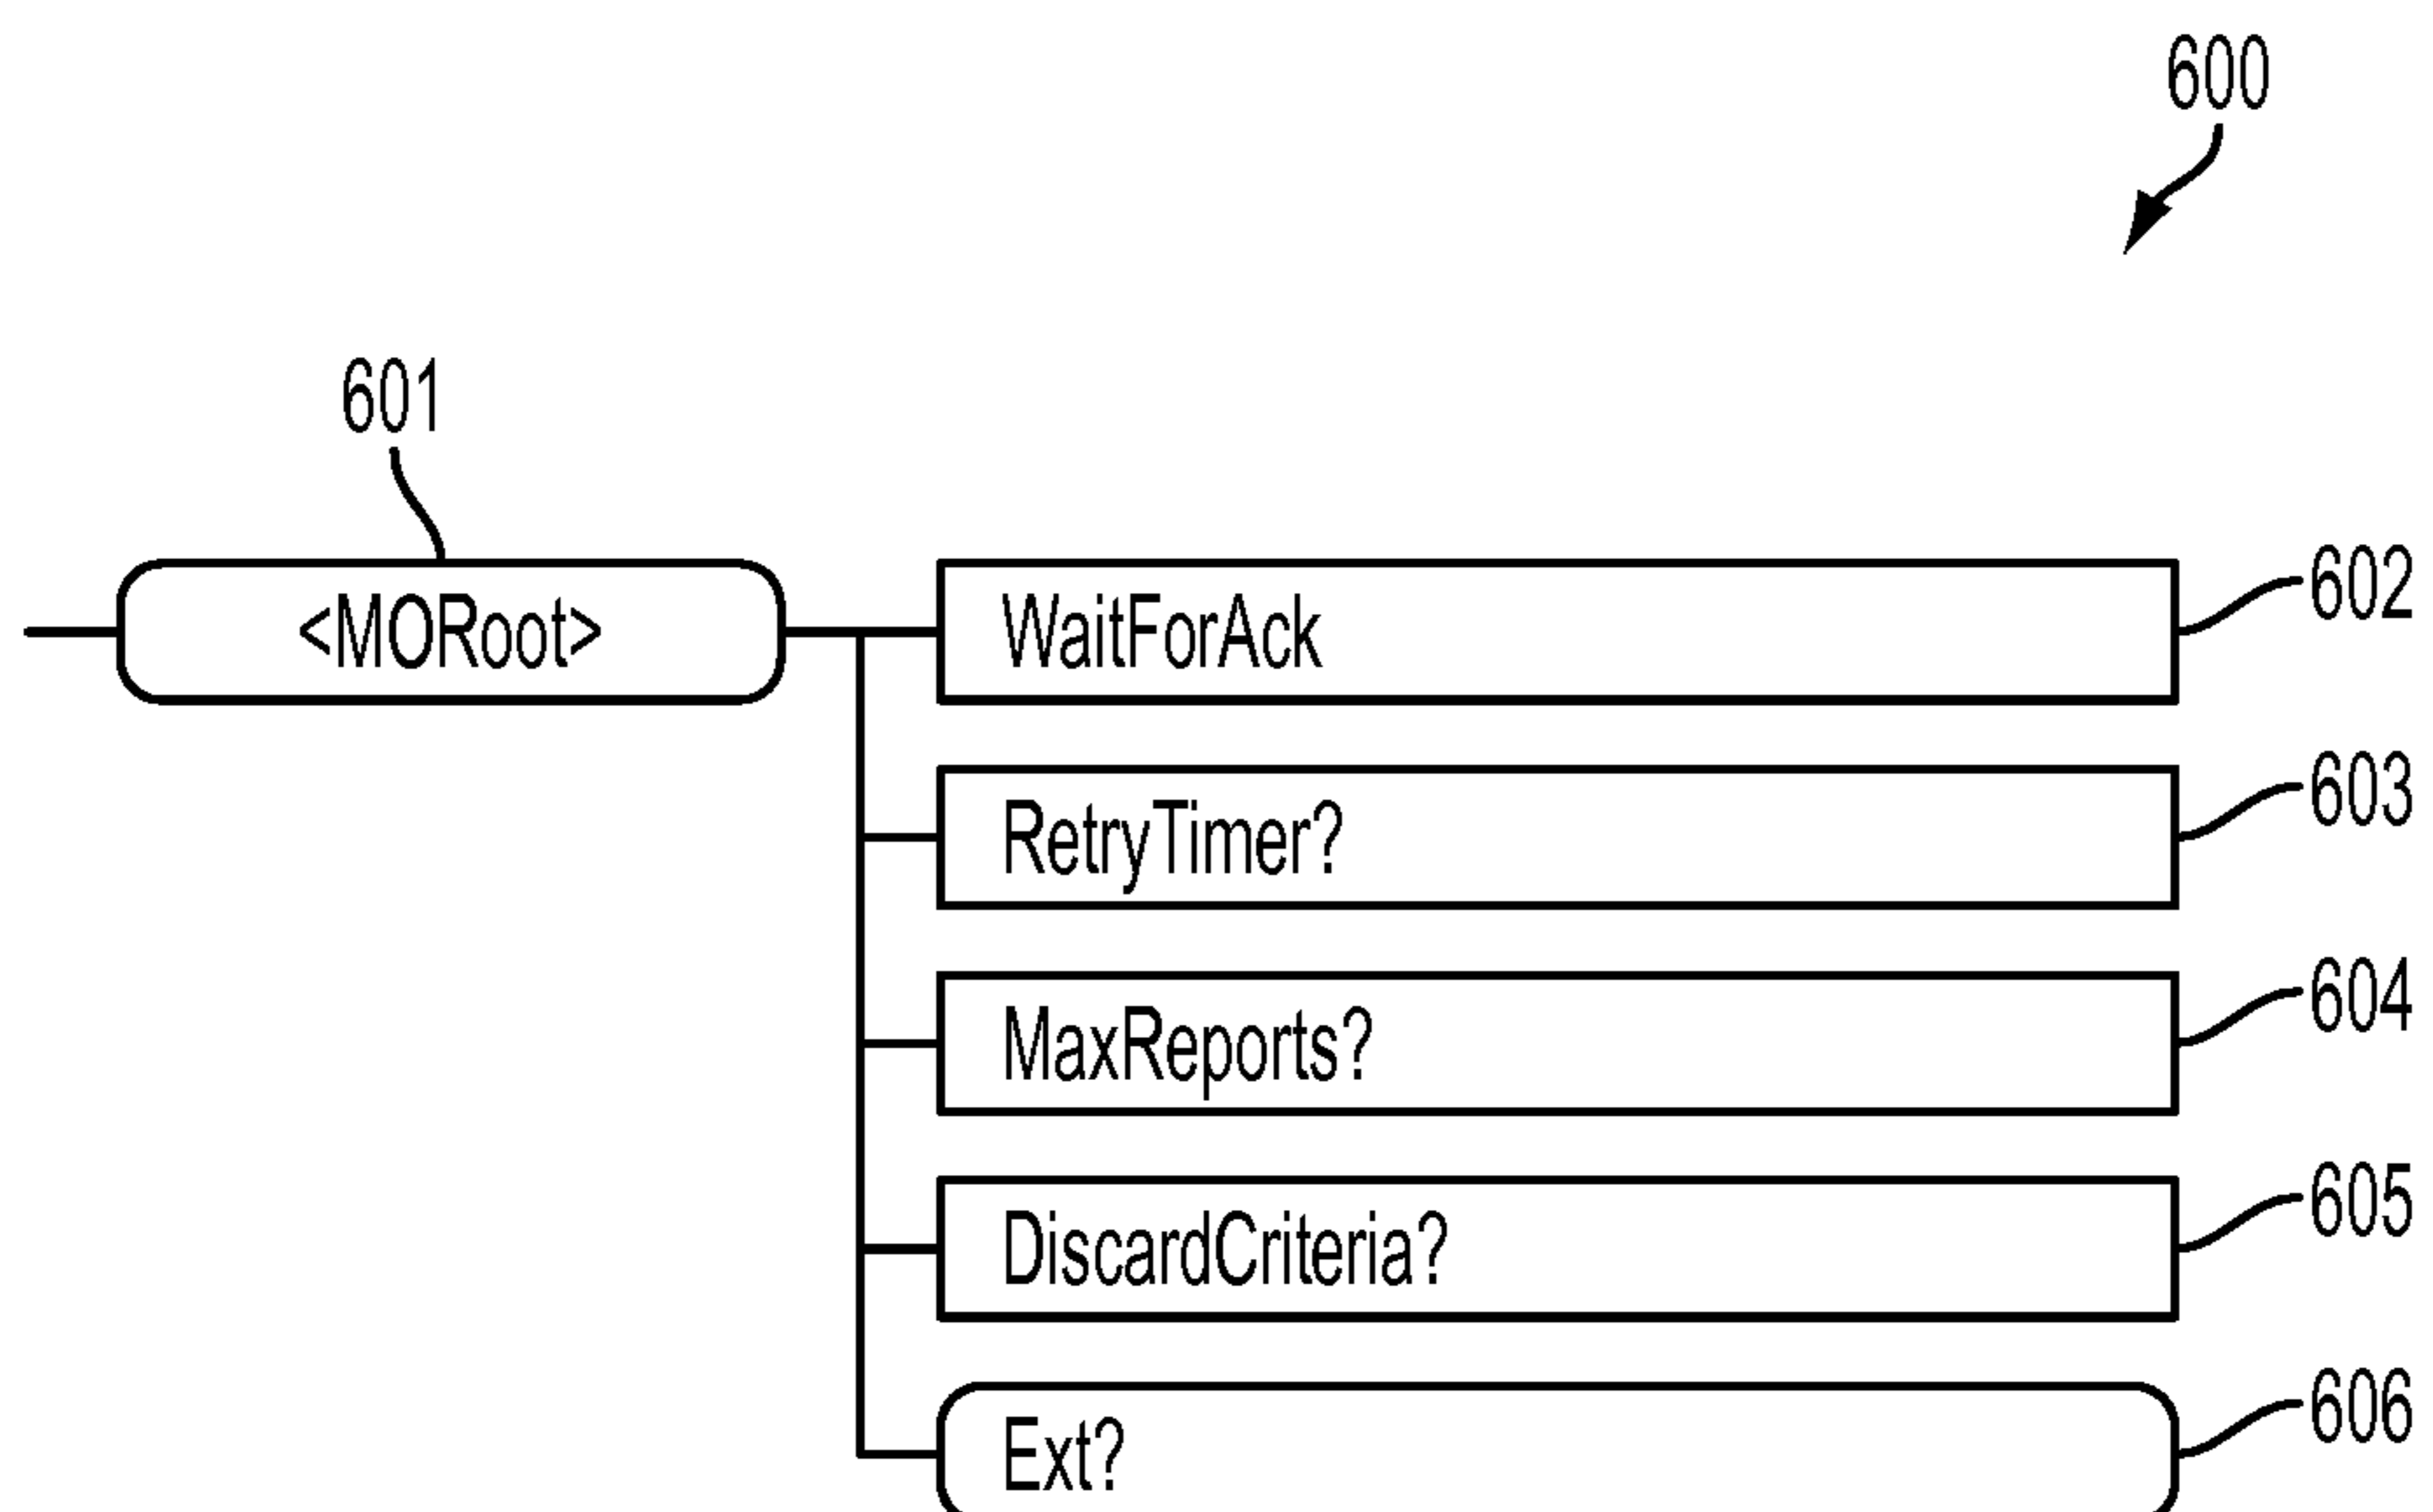 600
601
<MORoot>
WaitForAck
602
RetryTimer?
603
MaxReports?
604
DiscardCriteria?
605
Ext?
606